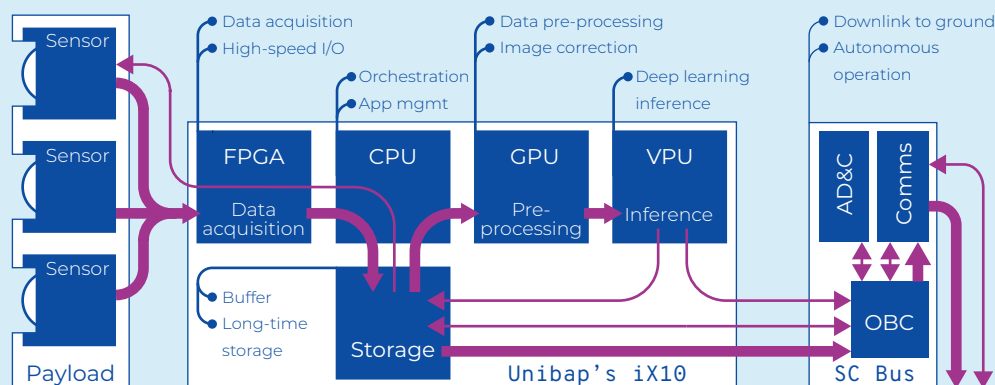 Data acquisition
High-speed I/O
Data pre-processing
Image correction
Downlink to ground
Autonomous
operation
Orchestration
App mgmt
Deep learning
inference
Sensor
Sensor
Sensor
Payload
FPGA
Data
acquisition
CPU
GPU
Pre-
processing
VPU
Inference
Buffer
Long-time
storage
Storage
Unibap's iX10
AD&C
Comms
OBC
SC Bus